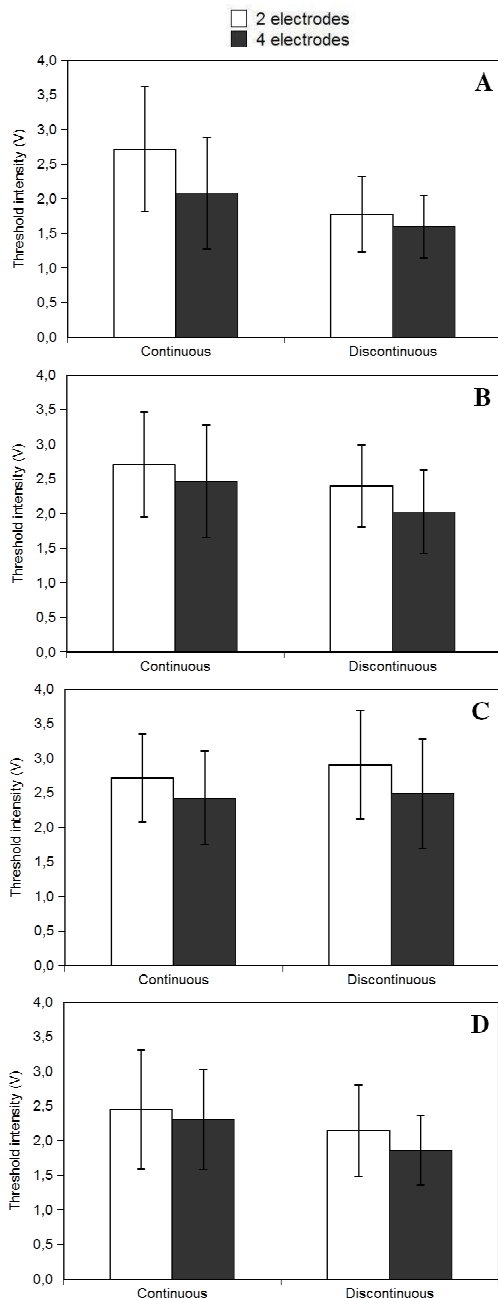 2 electrodes
4 electrodes
A
Threshold intensity (V)
4,0
3,5
3,0
2,5
2,0
1,5
1,0
0,5
0,0
Continuous Discontinuous
B
Threshold intensity (V)
4,0
3,5
3,0
2,5
2,0
1,5
1,0
0,5
0,0
Continuous Discontinuous
C
Threshold intensity (V)
4,0
3,5
3,0
2,5
2,0
1,5
1,0
0,5
0,0
Continuous Discontinuous
D
Threshold intensity (V)
4,0
3,5
3,0
2,5
2,0
1,5
1,0
0,5
0,0
Continuous Discontinuous